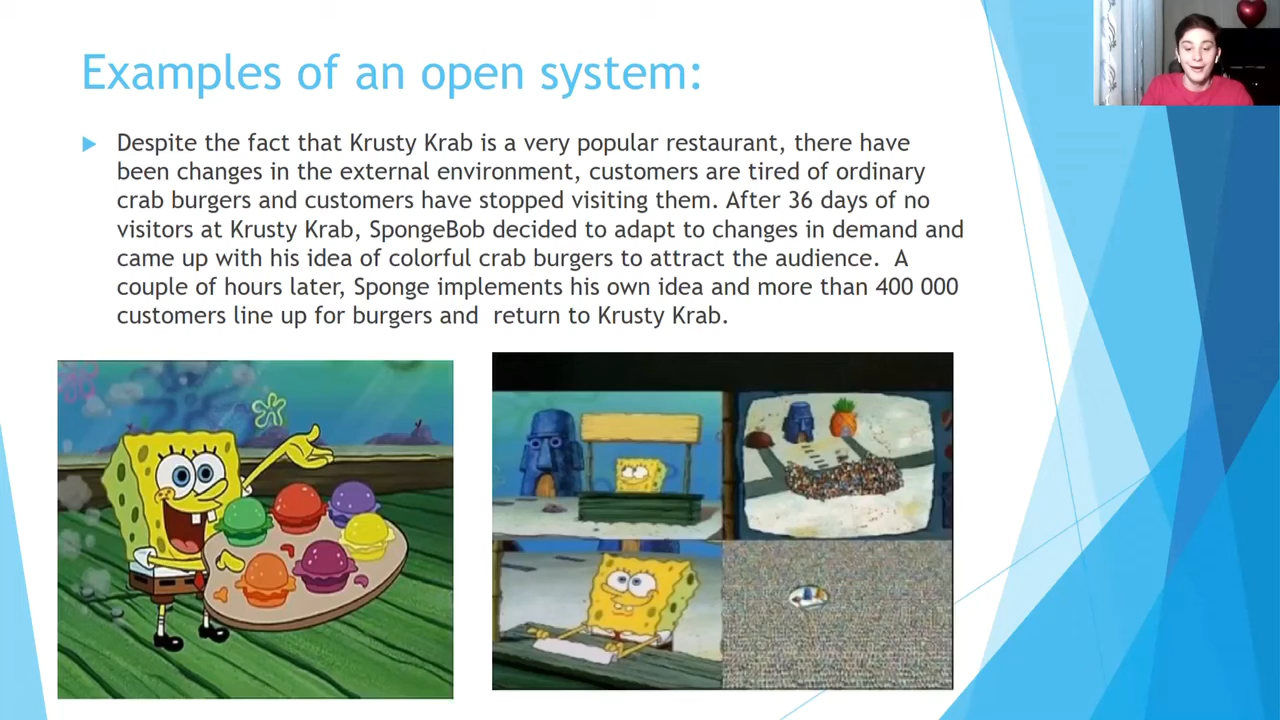 Examples of an open system:
Despite the fact that Krusty Krab is a very popular restaurant, there have
been changes in the external environment, customers are tired of ordinary
crab burgers and customers have stopped visiting them. After 36 days of no
visitors at Krusty Krab, SpongeBob decided to adapt to changes in demand and
came up with his idea of colorful crab burgers to attract the audience.  A
couple of hours later, Sponge implements his own idea and more than 400 000
customers line up for burgers and  return to Krusty Krab.